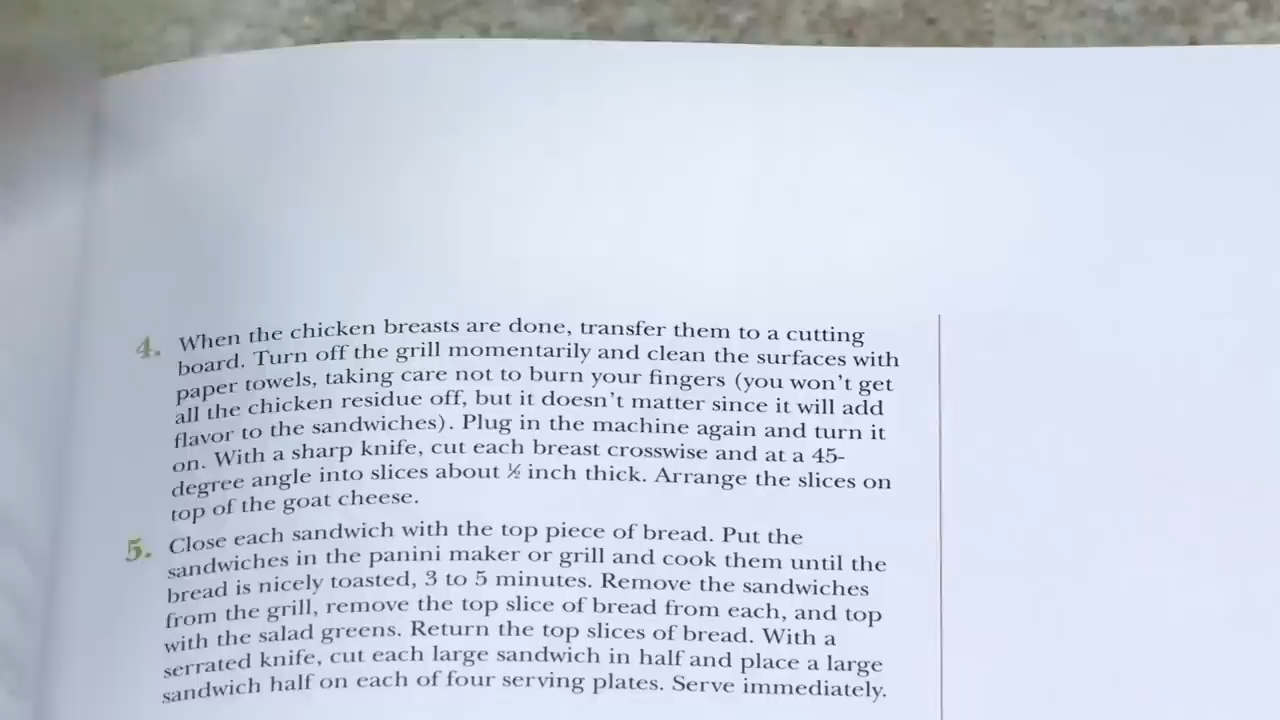 4. When the chicken breasts are done, transfer them to a cutting
board. Turn off the grill momentarily and clean the surfaces with
paper towels, taking care not to burn your fingers (you won't get
all the chicken residue off, but it doesn't matter since it will add
flavor to the sandwiches). Plug in the machine again and turn it
on. With a sharp knife, cut each breast crosswise and at a 45-
degree angle into slices about ½ inch thick. Arrange the slices on
top of the goat cheese.
5. Close each sandwich with the top piece of bread. Put the
sandwiches in the panini maker or grill and cook them until the
bread is nicely toasted, 3 to 5 minutes. Remove the sandwiches
from the grill, remove the top slice of bread from each, and top
with the salad greens. Return the top slices of bread. With a
serrated knife, cut each large sandwich in half and place a large
sandwich half on each of four serving plates. Serve immediately.